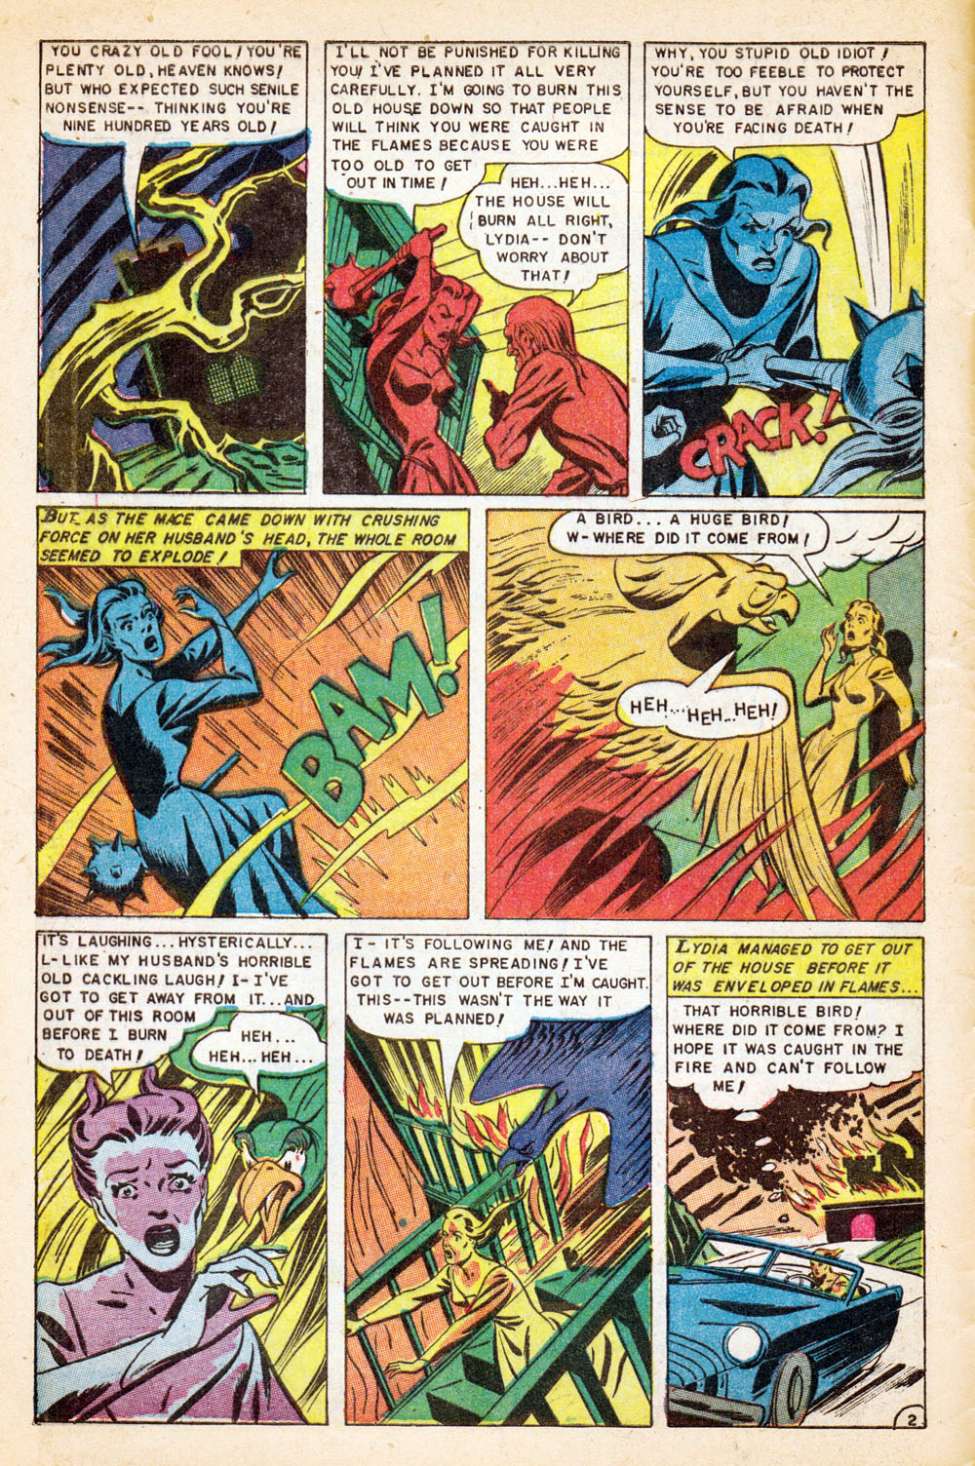 YOU CRAZY OLD FOOL! YOU'RE
PLENTY OLD, HEAVEN KNOWS!
BUT WHO EXPECTED SUCH SENILE
NONSENSE-- THINKING YOU'RE
NINE HUNDRED YEARS OLD!
I'LL NOT BE PUNISHED FOR KILLING
YOU! I'VE PLANNED IT ALL VERY
CAREFULLY. I'M GOING TO BURN THIS
OLD HOUSE DOWN SO THAT PEOPLE
WILL THINK YOU WERE CAUGHT IN
THE FLAMES BECAUSE YOU WERE
TOO OLD TO GET
OUT IN TIME!
HEH...HEH...
THE HOUSE WILL
BURN ALL RIGHT,
LYDIA-- DON'T
WORRY ABOUT
THAT!
WHY, YOU STUPID OLD IDIOT!
YOU'RE TOO FEEBLE TO PROTECT
YOURSELF, BUT YOU HAVEN'T THE
SENSE TO BE AFRAID WHEN
YOU'RE FACING DEATH!
CRACK!
BUT AS THE MACE CAME DOWN WITH CRUSHING
FORCE ON HER HUSBAND'S HEAD, THE WHOLE ROOM
SEEMED TO EXPLODE!
BAM!
A BIRD... A HUGE BIRD!
W-WHERE DID IT COME FROM!
HEH... HEH...HEH!
IT'S LAUGHING...HYSTERICALLY...
L-LIKE MY HUSBAND'S HORRIBLE
OLD CACKLING LAUGH! I-I'VE
GOT TO GET AWAY FROM IT...AND
OUT OF THIS ROOM
BEFORE I BURN
TO DEATH!
HEH...
HEH...HEH...
I-IT'S FOLLOWING ME! AND THE
FLAMES ARE SPREADING! I'VE
GOT TO GET OUT BEFORE I'M CAUGHT.
THIS--THIS WASN'T THE WAY IT
WAS PLANNED!
LYDIA MANAGED TO GET OUT
OF THE HOUSE BEFORE IT
WAS ENVELOPED IN FLAMES...
THAT HORRIBLE BIRD!
WHERE DID IT COME FROM? I
HOPE IT WAS CAUGHT IN THE
FIRE AND CAN'T FOLLOW
ME!
2